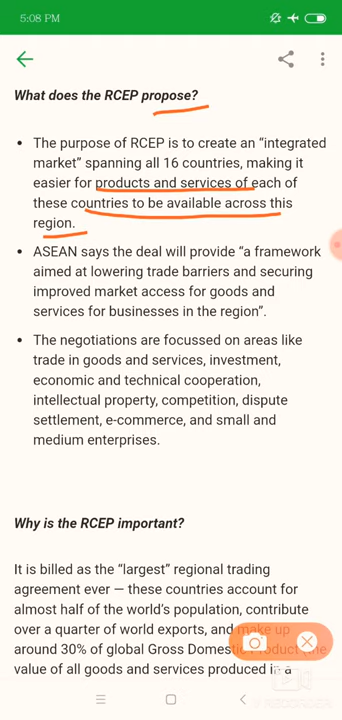 5:08 PM
What does the RCEP propose?
• The purpose of RCEP is to create an “integrated
market” spanning all 16 countries, making it
easier for products and services of each of
these countries to be available across this
region.
• ASEAN says the deal will provide “a framework
aimed at lowering trade barriers and securing
improved market access for goods and
services for businesses in the region”.
• The negotiations are focussed on areas like
trade in goods and services, investment,
economic and technical cooperation,
intellectual property, competition, dispute
settlement, e-commerce, and small and
medium enterprises.
Why is the RCEP important?
It is billed as the “largest” regional trading
agreement ever — these countries account for
almost half of the world’s population, contribute
over a quarter of world exports, and make up
around 30% of global Gross Domestic Product (the
value of all goods and services produced in a